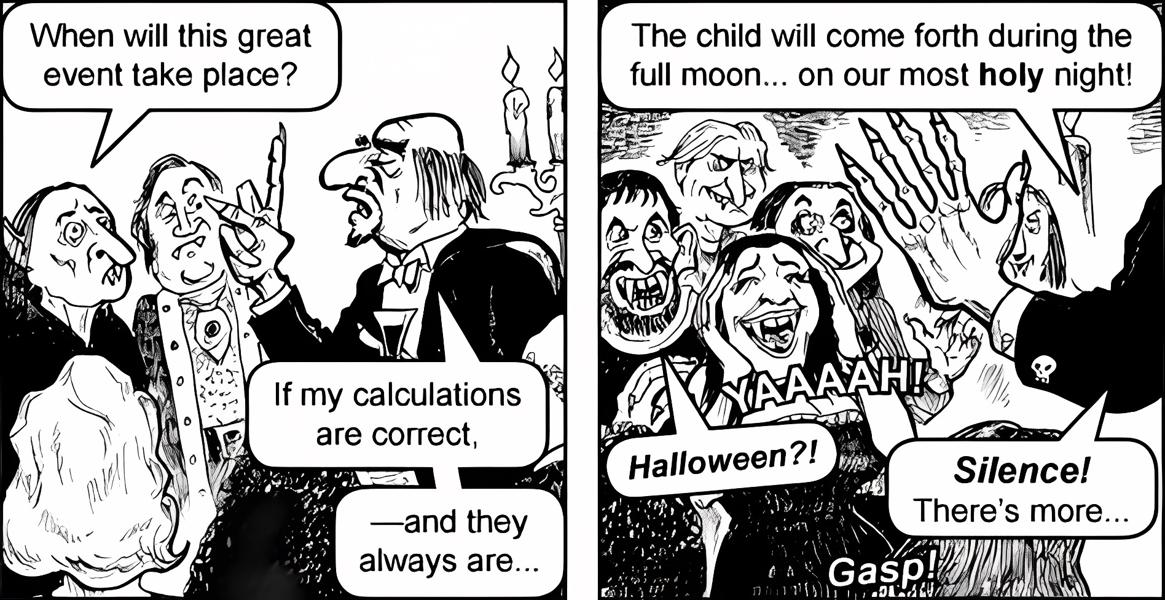 When will this great
event take place?
If my calculations
are correct,
—and they
always are...
The child will come forth during the
full moon... on our most holy night!
YAAAAAH!
Halloween?!
Silence!
There's more...
Gasp!